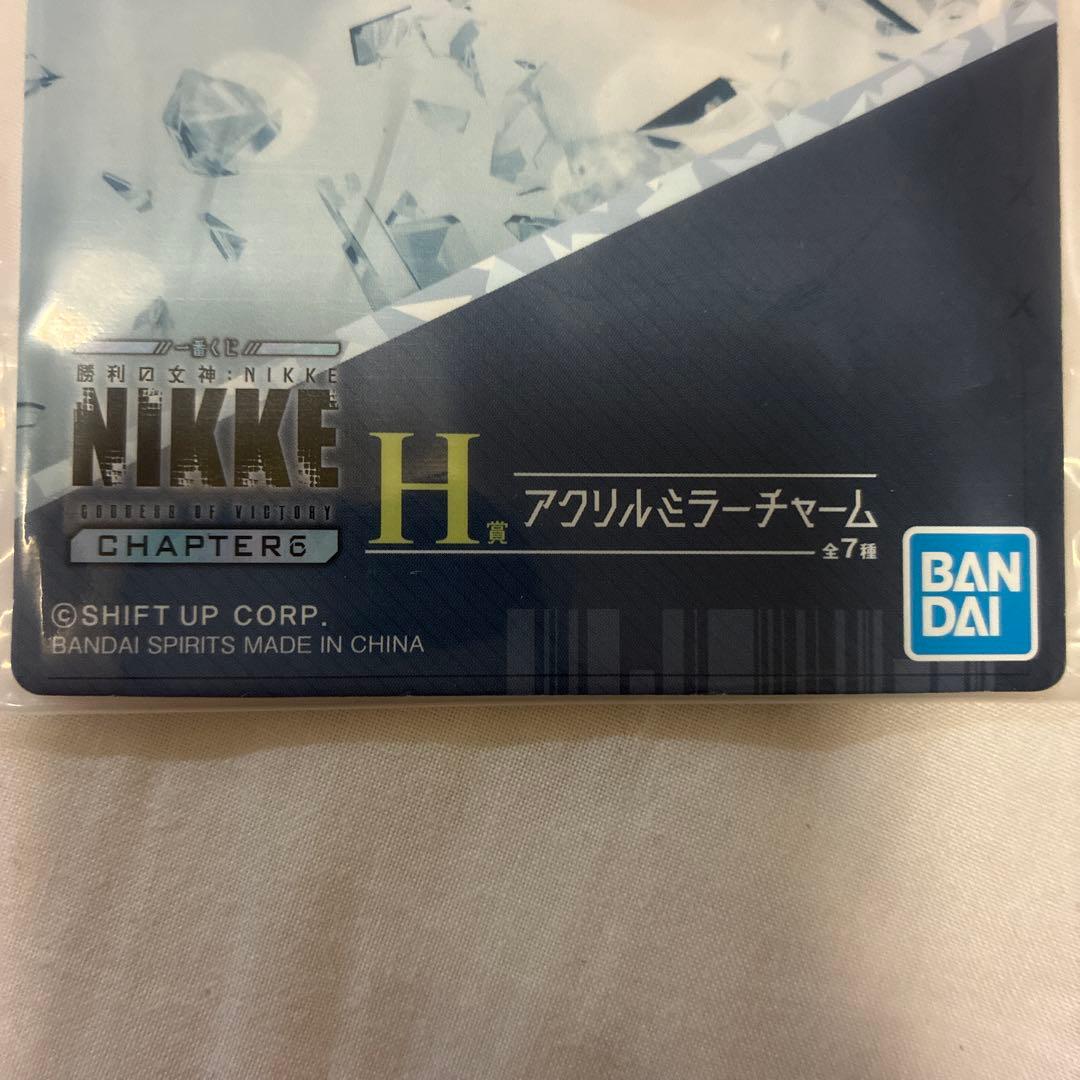 一番くじ
勝利の女神:NIKKE
NIKKE
GODDESS OF VICTORY
CHAPTER6
H賞
アクリルミラーチャーム
全7種
©SHIFT UP CORP.
BANDAI SPIRITS MADE IN CHINA
BAN
DAI